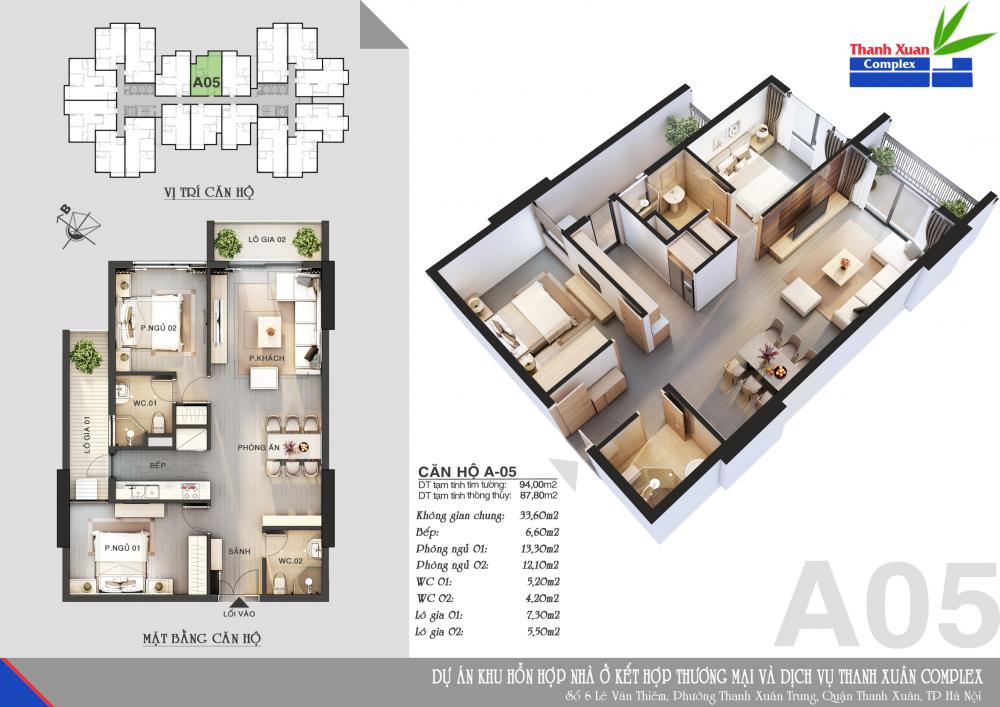 A05
VỊ TRÍ CĂN HỘ
Thanh Xuan
Complex
B
LÔ GIA 02
P.NGỦ 02
P.KHÁCH
WC.01
LÔ GIA 01
PHÒNG ĂN
BẾP
P.NGỦ 01
SẢNH
WC.02
LỐI VÀO
MẶT BẰNG CĂN HỘ
CĂN HỘ A-05
DT tạm tính tim tường: 94,00m2
DT tạm tính thông thủy: 87,80m2
Không gian chung: 33,60m2
Bếp: 6,60m2
Phòng ngủ 01: 13,30m2
Phòng ngủ 02: 12,10m2
WC 01: 5,20m2
WC 02: 4,20m2
Lô gia 01: 7,30m2
Lô gia 02: 5,50m2
A05
DỰ ÁN KHU HỖN HỢP NHÀ Ở KẾT HỢP THƯƠNG MẠI VÀ DỊCH VỤ THANH XUÂN COMPLEX
Số 6 Lê Văn Thiêm, Phường Thanh Xuân Trung, Quận Thanh Xuân, TP Hà Nội